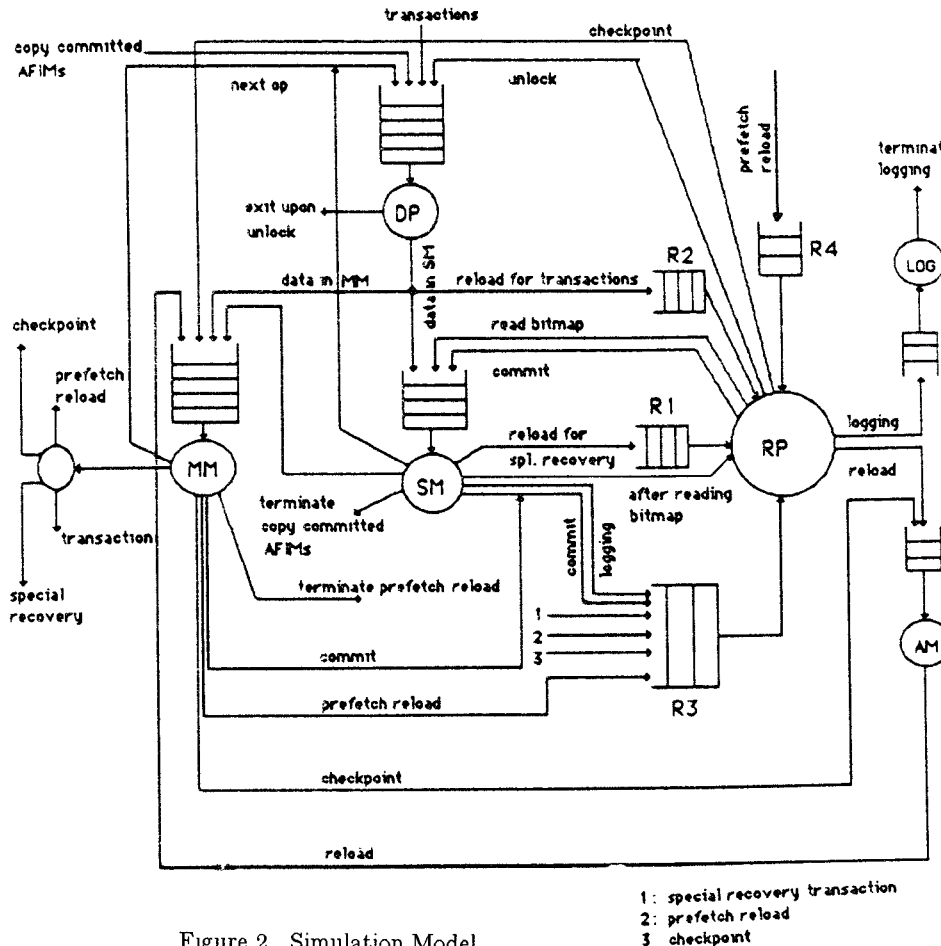 transactions
copy committed
AFIMs
checkpoint
next op
unlock
prefetch
reload
terminat
logging
DP
exit upon
unlock
R2
R4
LOG
data in MM
data in SM
reload for transactions
read bitmap
commit
checkpoint
prefetch
reload
MM
R1
reload for
spl. recovery
RP
logging
reload
SM
after reading
bitmap
terminate
copy committed
AFIMs
transaction
special
recovery
terminate prefetch reload
commit
logging
1
2
3
AM
commit
prefetch reload
R3
checkpoint
reload
1: special recovery transaction
2: prefetch reload
3 checkpoint
Figure 2 Simulation Model